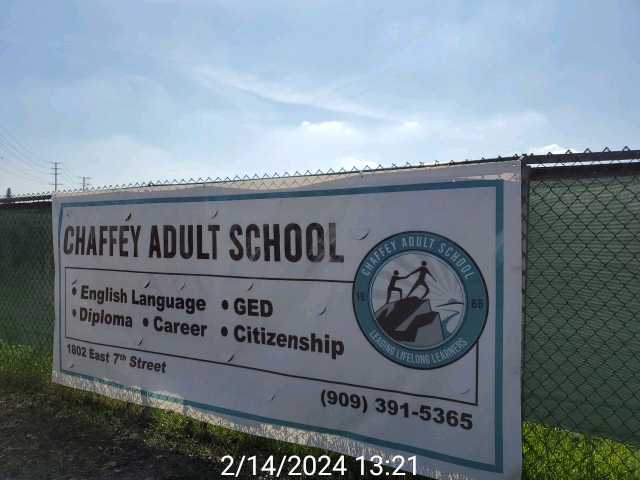 CHAFFEY ADULT SCHOOL
• English Language • GED
• Diploma • Career • Citizenship
1802 East 7th Street
(909) 391-5365
CHAFFEY ADULT SCHOOL
LEADING LIFELONG LEARNERS
2/14/2024 13:21